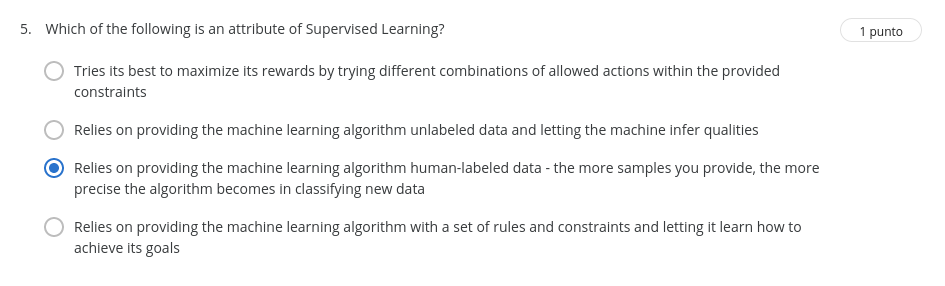 5. Which of the following is an attribute of Supervised Learning?
1 punto
Tries its best to maximize its rewards by trying different combinations of allowed actions within the provided
constraints
Relies on providing the machine learning algorithm unlabeled data and letting the machine infer qualities
Relies on providing the machine learning algorithm human-labeled data - the more samples you provide, the more
precise the algorithm becomes in classifying new data
Relies on providing the machine learning algorithm with a set of rules and constraints and letting it learn how to
achieve its goals